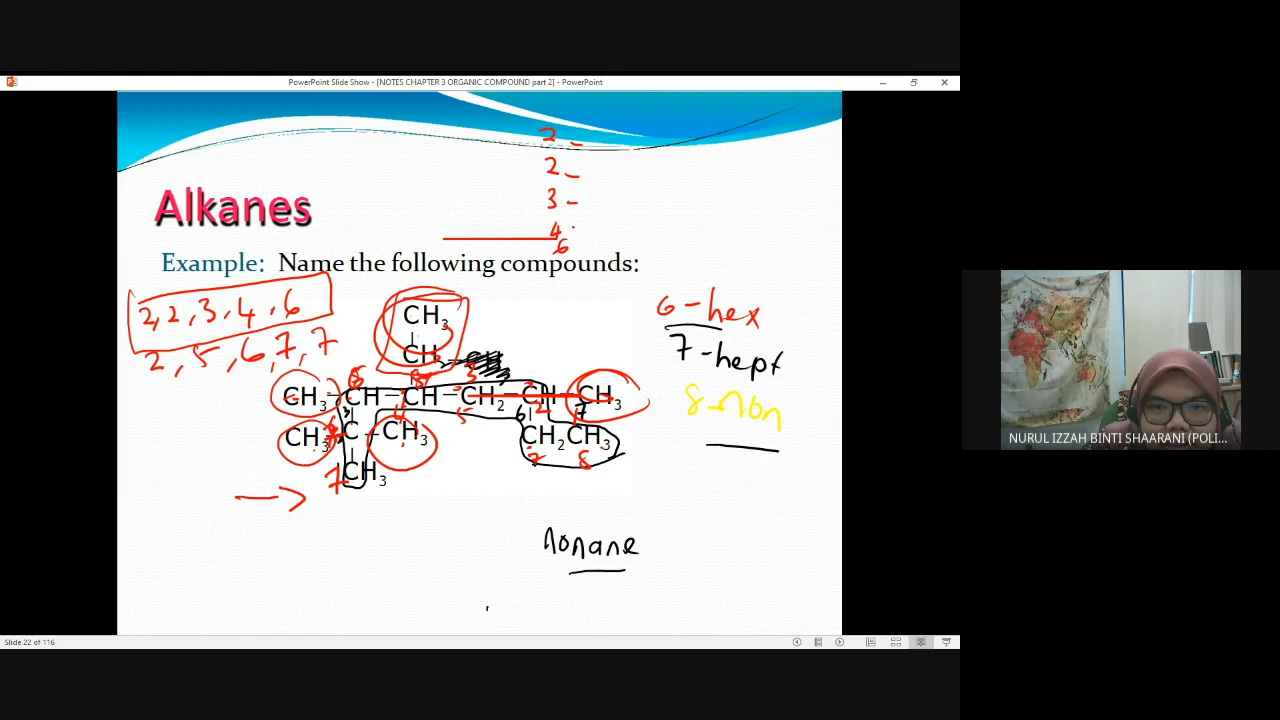 PowerPoint Slide Show - [NOTES CHAPTER 3 ORGANIC COMPOUND part 2] - PowerPoint
2 -
2 -
3 -
4
6
Alkanes
Example: Name the following compounds:
2,2,3,4,6
2,5,6,7,7
6-hex
7-hept
8-non
CH3
CH2
CH3 – CH – CH – CH2 – CH – CH3
CH3 – C – CH3
CH2CH3
CH3
nonane
NURUL IZZAH BINTI SHAARANI (POLI...
Slide 22 of 116